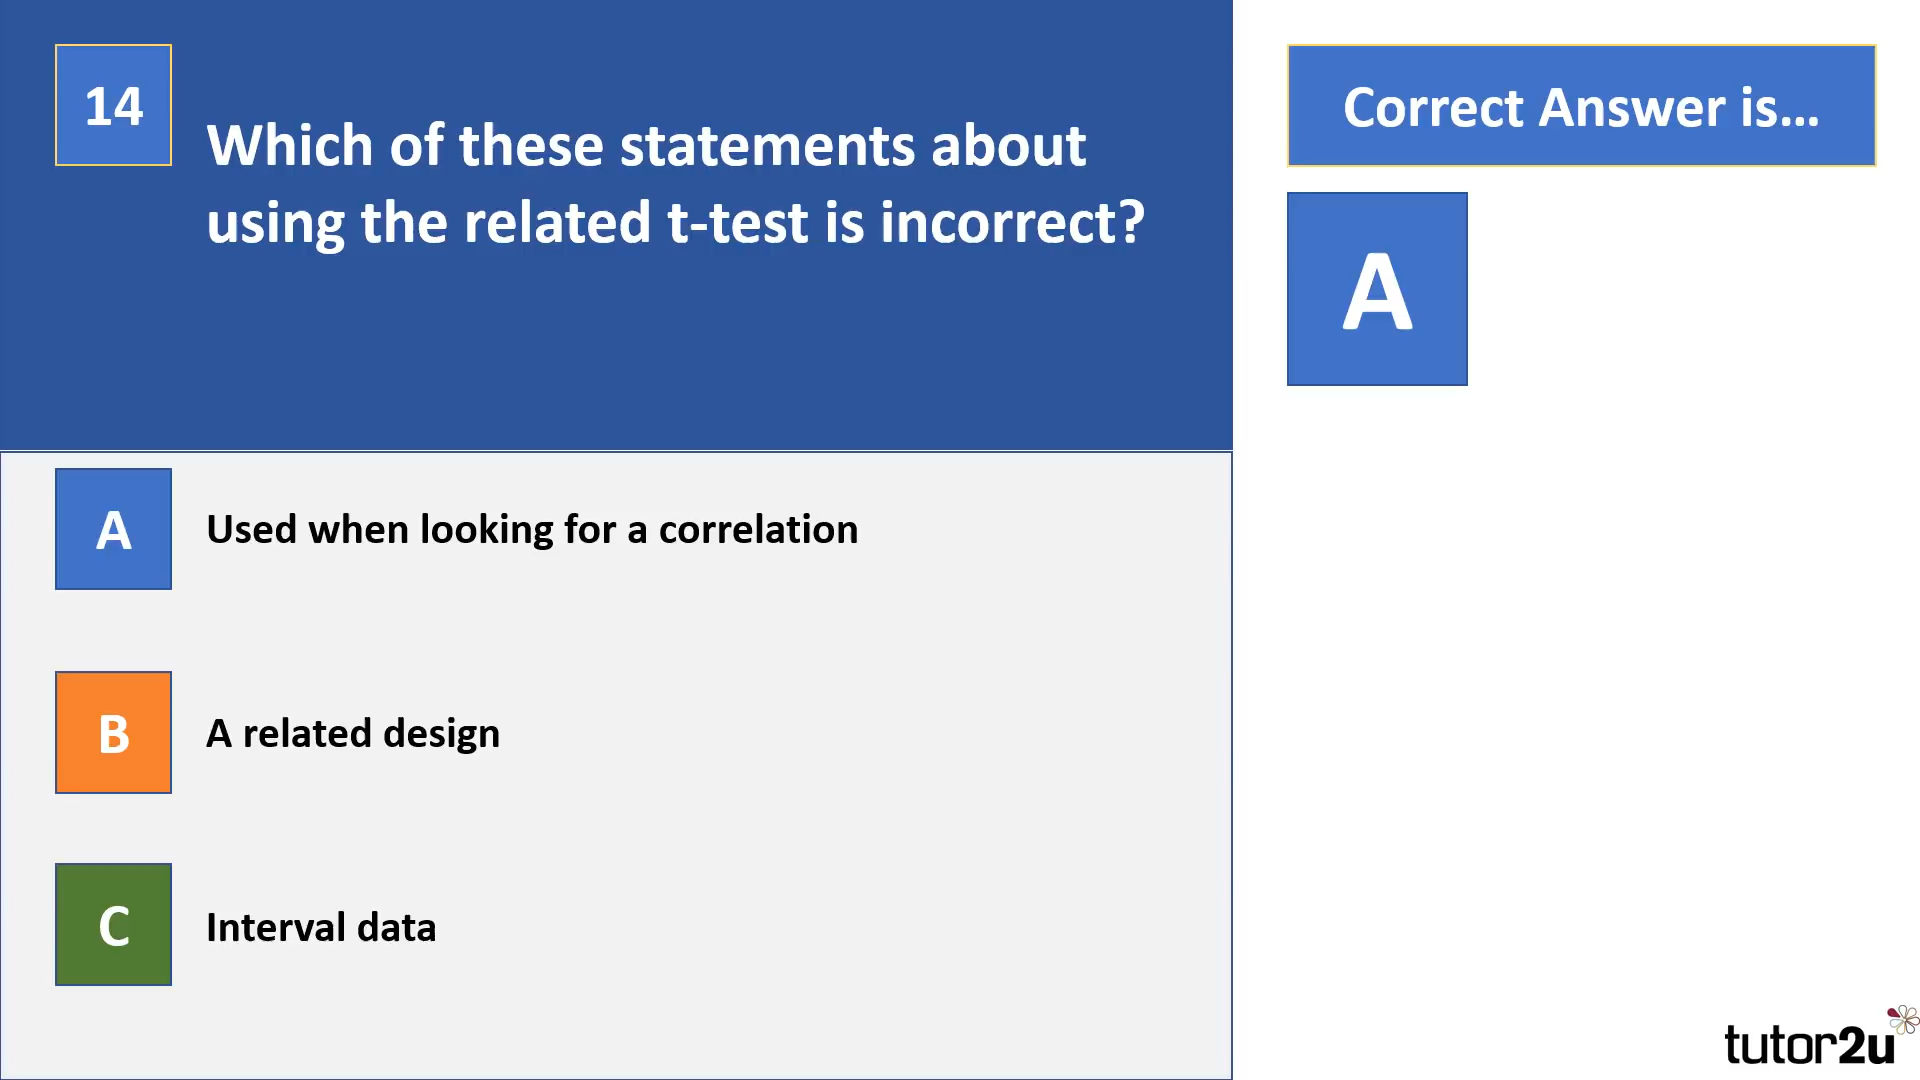 14
Which of these statements about
using the related t-test is incorrect?
A
Used when looking for a correlation
B
A related design
C
Interval data
Correct Answer is...
A
tutor2u